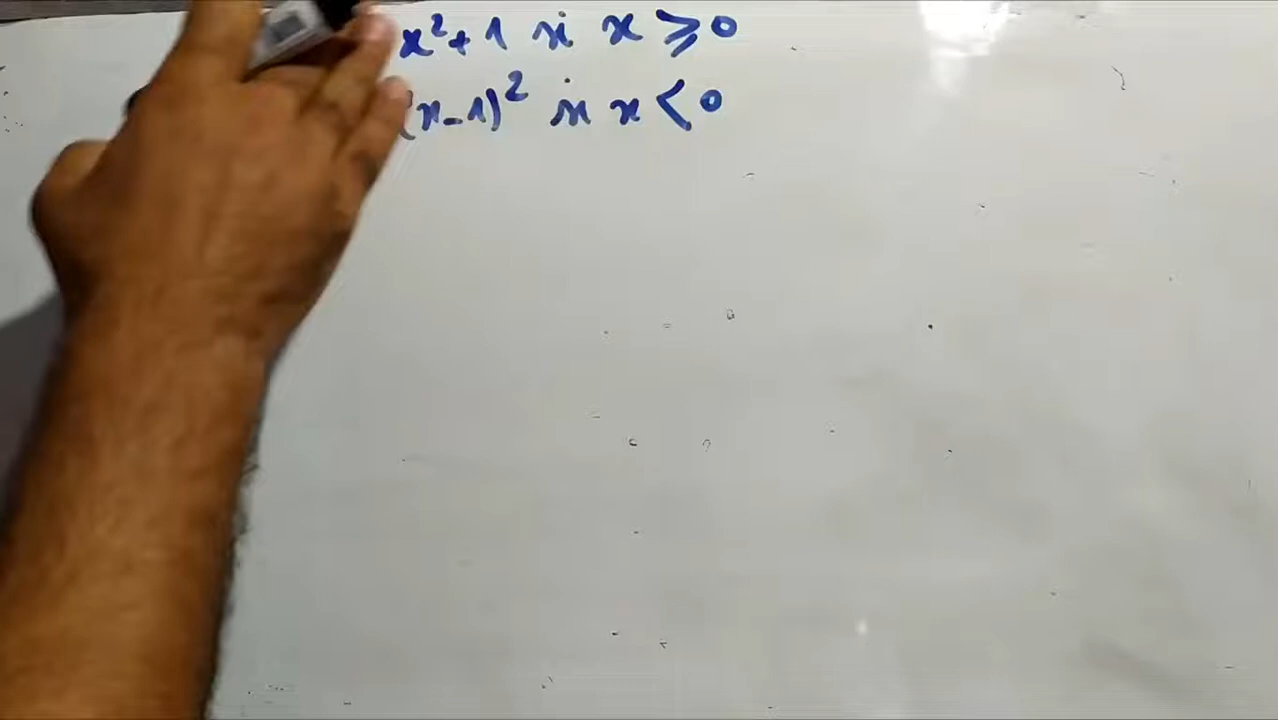 x²+1 si x ≥ 0
(x-1)² si x < 0